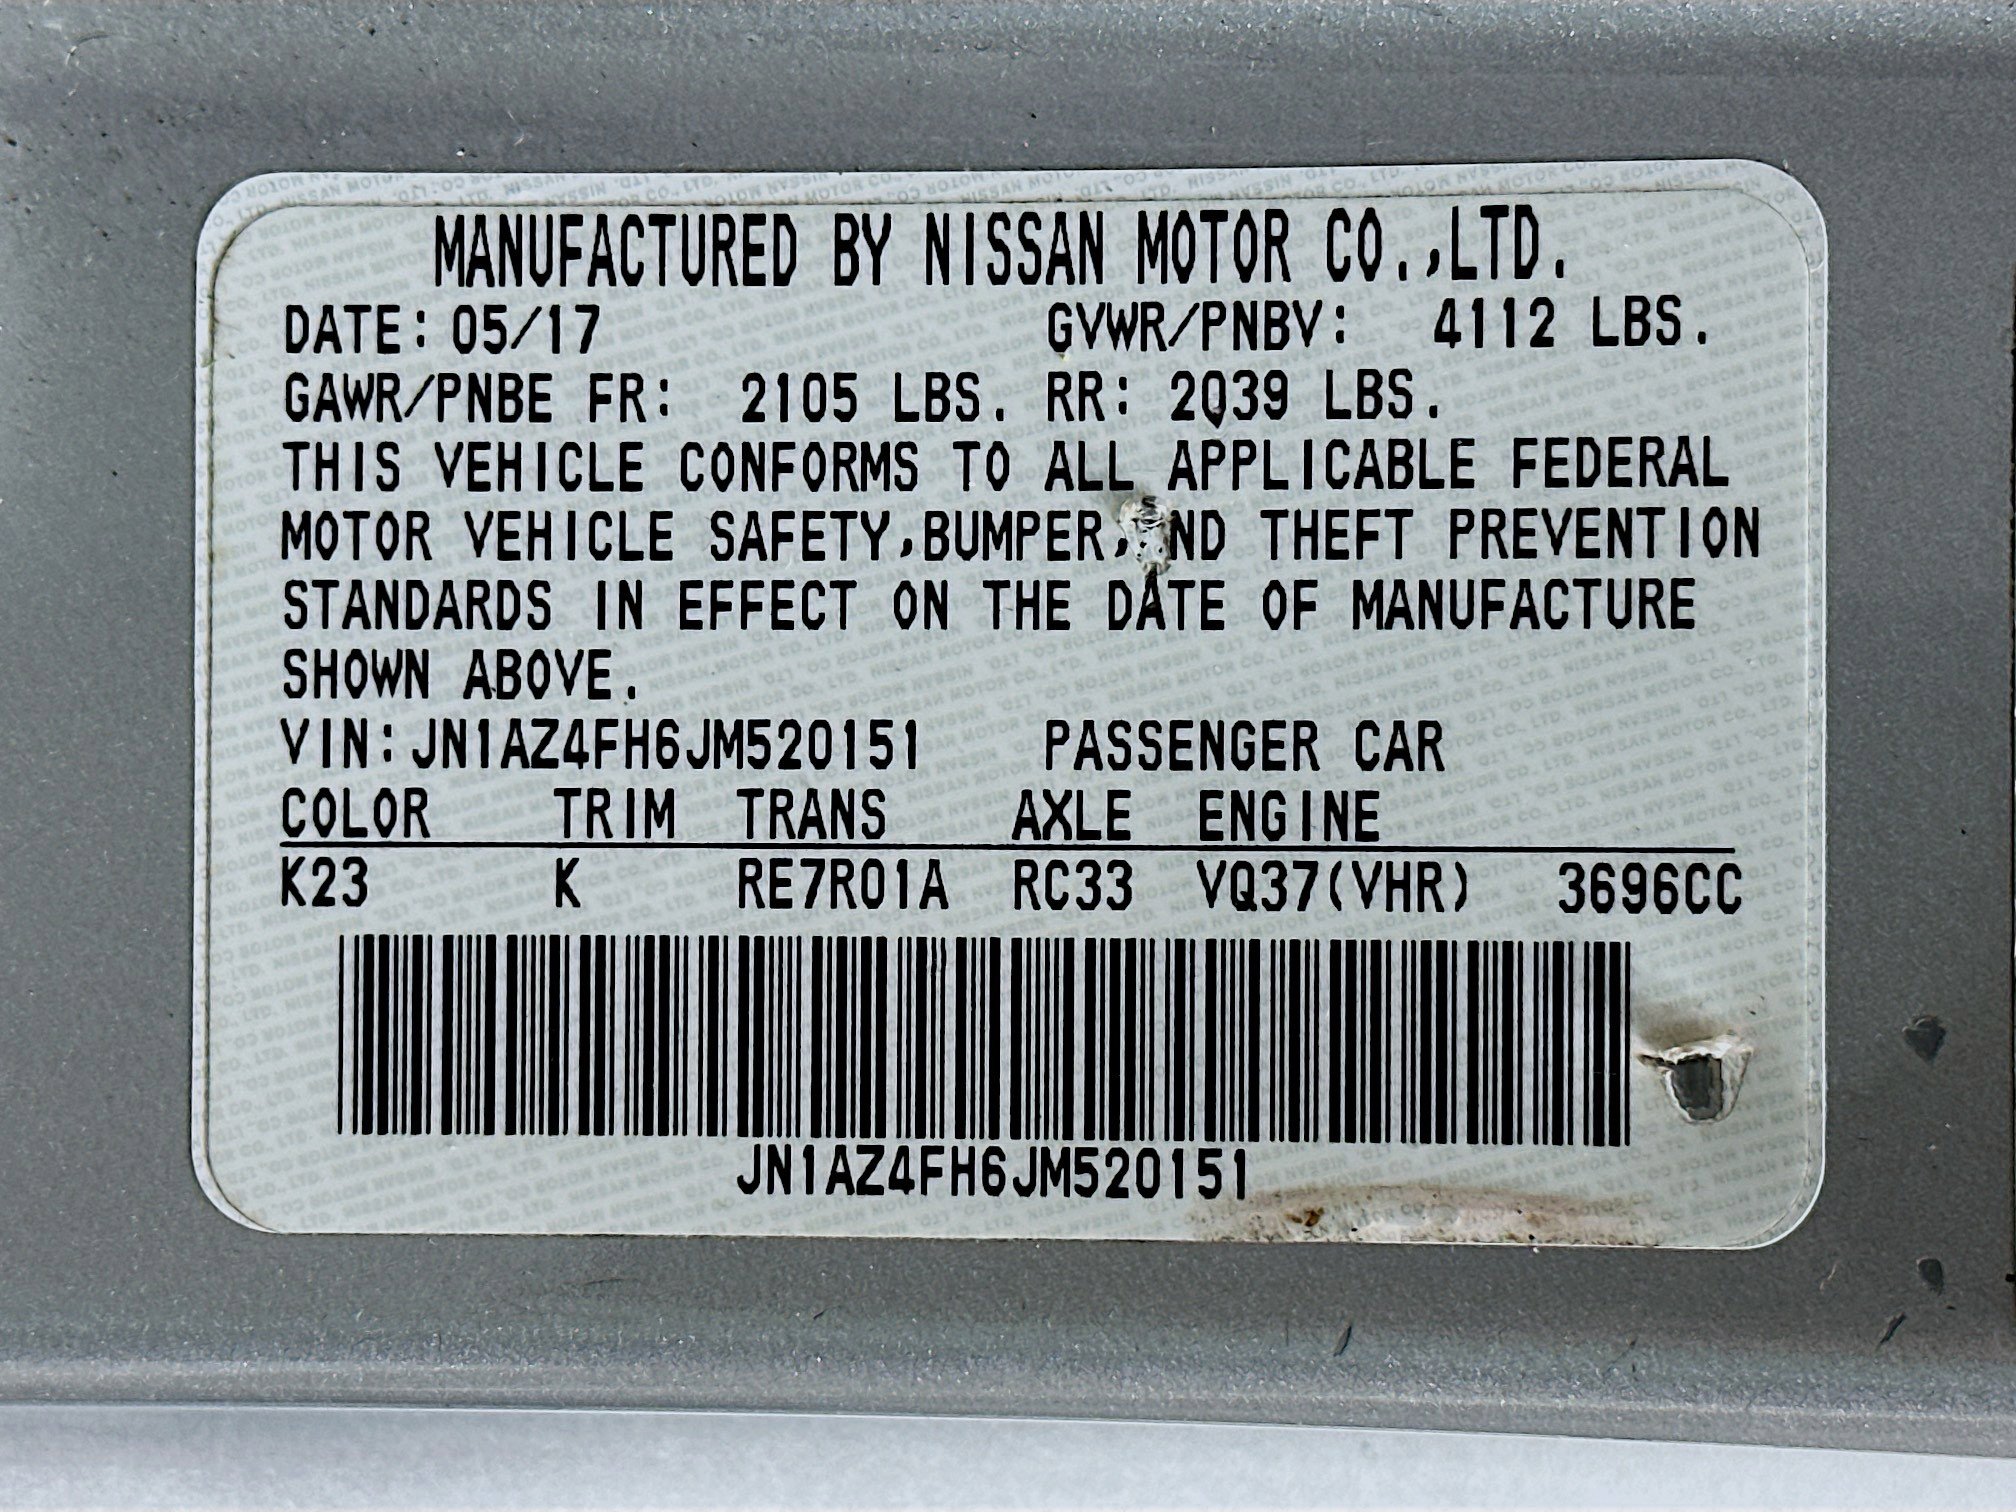 MANUFACTURED BY NISSAN MOTOR CO.,LTD.
DATE: 05/17 GVWR/PNBV: 4112 LBS.
GAWR/PNBE FR: 2105 LBS. RR: 2039 LBS.
THIS VEHICLE CONFORMS TO ALL APPLICABLE FEDERAL
MOTOR VEHICLE SAFETY,BUMPER, ND THEFT PREVENTION
STANDARDS IN EFFECT ON THE DATE OF MANUFACTURE
SHOWN ABOVE.
VIN:JN1AZ4FH6JM520151 PASSENGER CAR
COLOR TRIM TRANS AXLE ENGINE
K23 K RE7R01A RC33 VQ37(VHR) 3696CC
JN1AZ4FH6JM520151